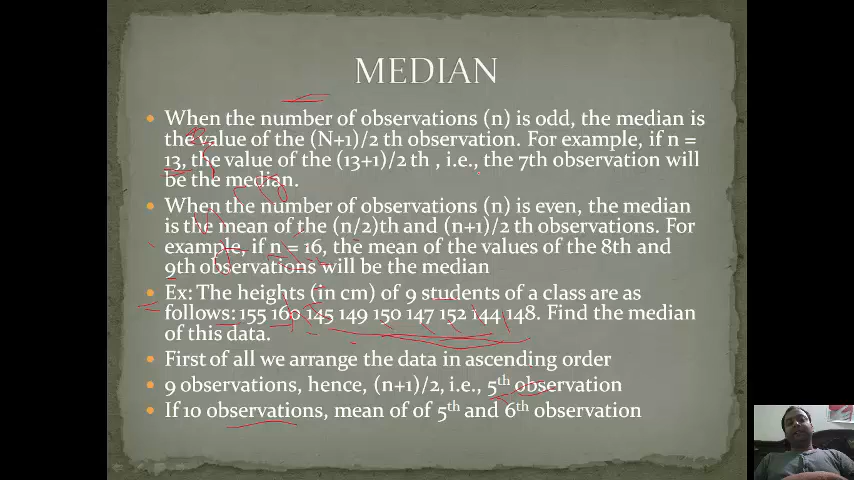 MEDIAN
• When the number of observations (n) is odd, the median is
the value of the (N+1)/2 th observation. For example, if n =
13, the value of the (13+1)/2 th , i.e., the 7th observation will
be the median.
• When the number of observations (n) is even, the median
is the mean of the (n/2)th and (n+1)/2 th observations. For
example, if n = 16, the mean of the values of the 8th and
9th observations will be the median
• Ex: The heights (in cm) of 9 students of a class are as
follows: 155 160 145 149 150 147 152 144 148. Find the median
of this data.
• First of all we arrange the data in ascending order
• 9 observations, hence, (n+1)/2, i.e., 5th observation
• If 10 observations, mean of of 5th and 6th observation